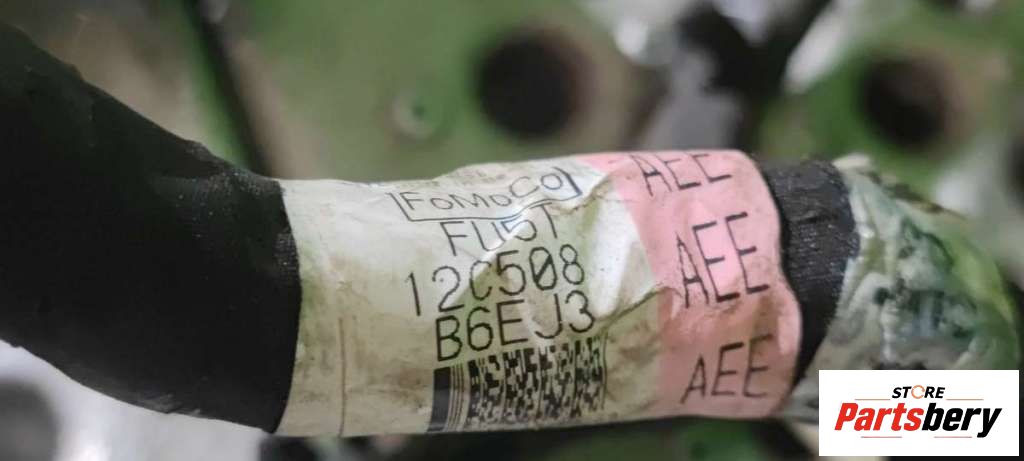 FoMoCo
FU5T
12C508
B6EJ3
AEE
AEE
AEE
STORE
Partsbery